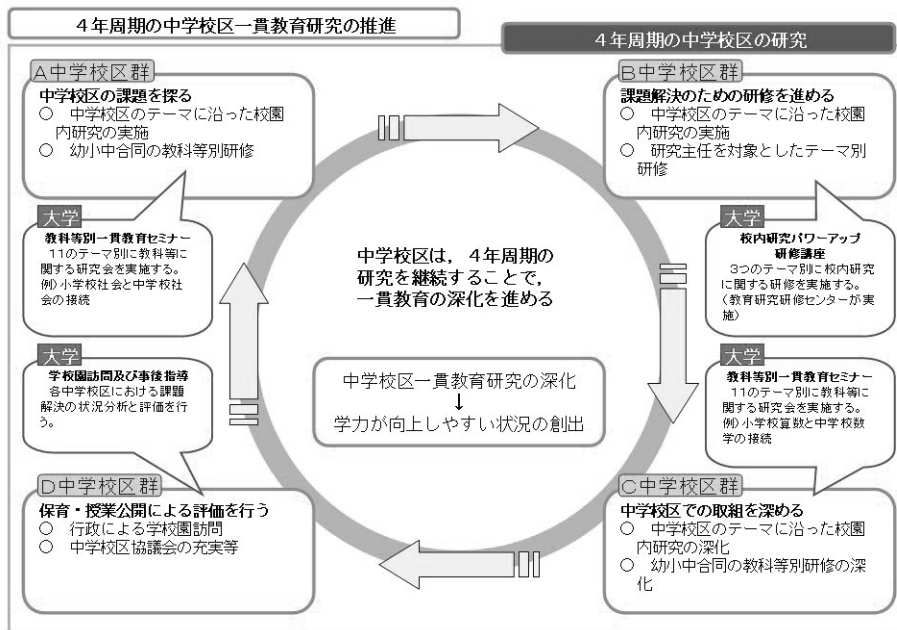 ４年周期の中学校区一貫教育研究の推進
４年周期の中学校区の研究
A中学校区群
中学校区の課題を探る
○　中学校区のテーマに沿った校園
内研究の実施
○　幼小中合同の教科等別研修
B中学校区群
課題解決のための研修を進める
○　中学校区のテーマに沿った校園
内研究の実施
○　研究主任を対象としたテーマ別
研修
大学
教科等別一貫教育セミナー
11のテーマ別に教科等に
関する研究会を実施する。
例）小学校社会と中学校社
会の接続
大学
校内研究パワーアップ
研修講座
3つのテーマ別に校内研究
に関する研修を実施する。
（教育研究研修センターが実
施）
中学校区は，４年周期の
研究を継続することで，
一貫教育の深化を進める
大学
学校園訪問及び事後指導
各中学校区における課題
解決の状況分析と評価を行
う。
大学
教科等別一貫教育セミナー
11のテーマ別に教科等に
関する研究会を実施する。
例）小学校算数と中学校数
学の接続
中学校区一貫教育研究の深化
↓
学力が向上しやすい状況の創出
D中学校区群
保育・授業公開による評価を行う
○　行政による学校園訪問
○　中学校区協議会の充実等
C中学校区群
中学校区での取組を深める
○　中学校区のテーマに沿った校園
内研究の深化
○　幼小中合同の教科等別研修の深
化